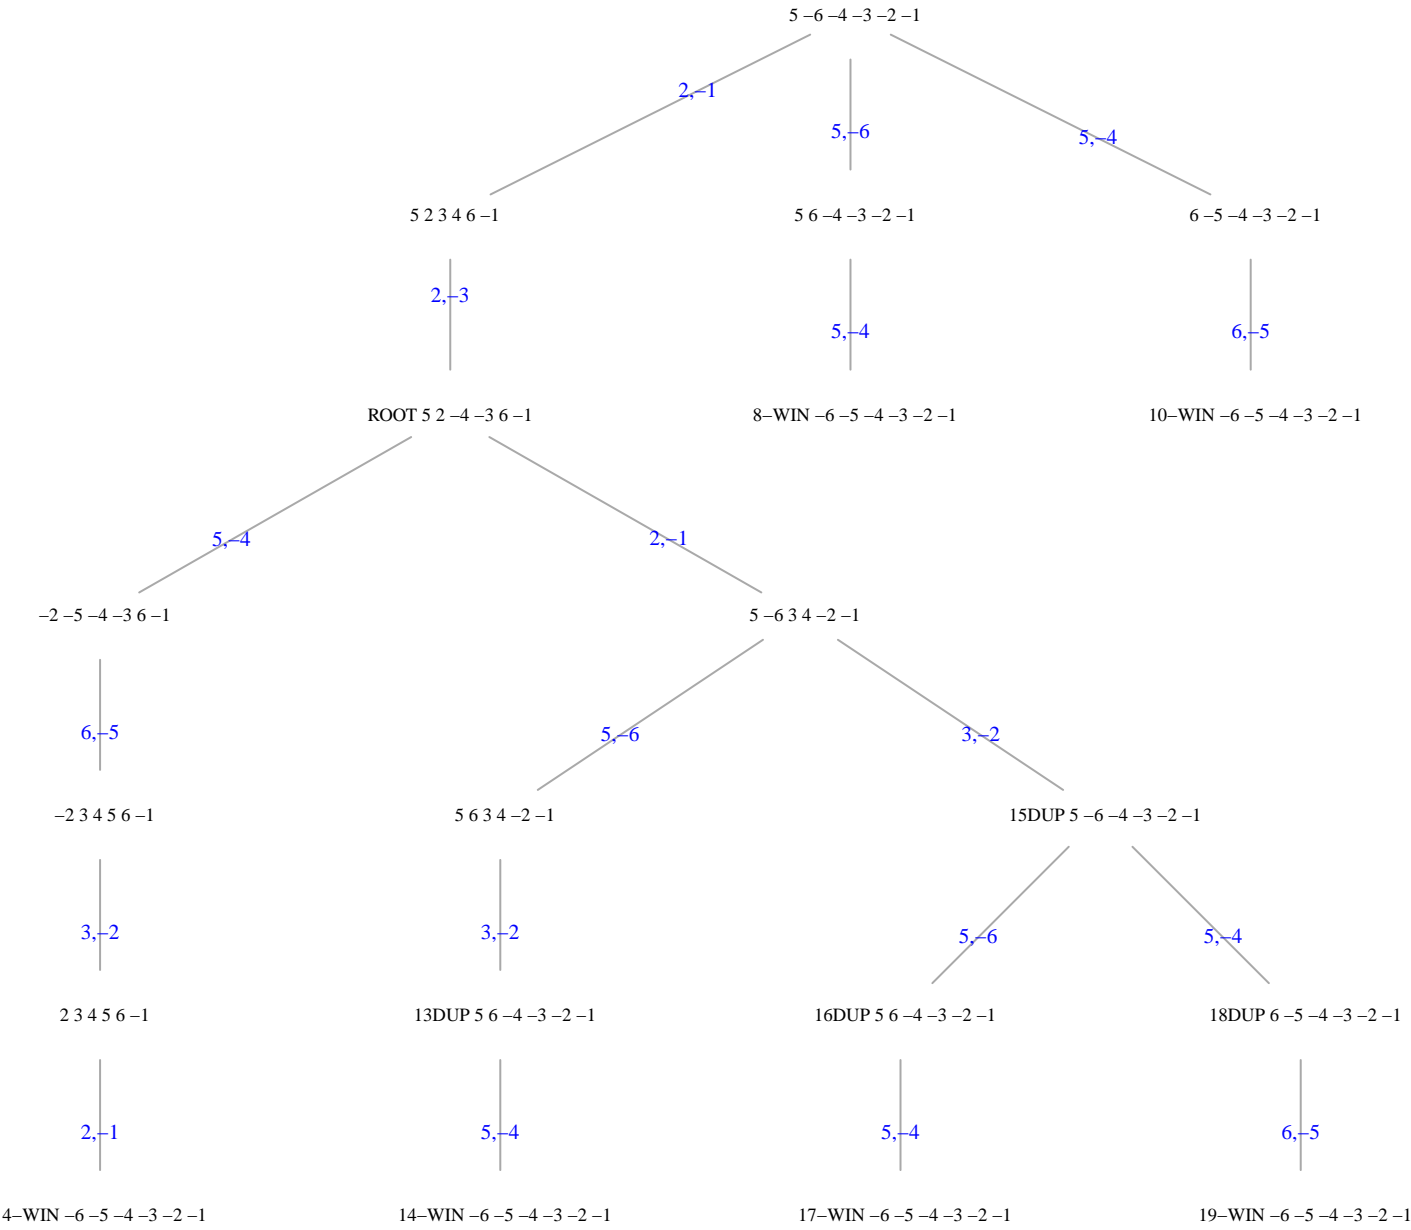 5 –6 –4 –3 –2 –1
2,–1
5,–6
5,–4
5 2 3 4 6 –1
5 6 –4 –3 –2 –1
6 –5 –4 –3 –2 –1
2,–3
5,–4
6,–5
ROOT 5 2 –4 –3 6 –1
8–WIN –6 –5 –4 –3 –2 –1
10–WIN –6 –5 –4 –3 –2 –1
5,–4
2,–1
–2 –5 –4 –3 6 –1
5 –6 3 4 –2 –1
6,–5
5,–6
3,–2
–2 3 4 5 6 –1
5 6 3 4 –2 –1
15DUP 5 –6 –4 –3 –2 –1
3,–2
3,–2
5,–6
5,–4
2 3 4 5 6 –1
13DUP 5 6 –4 –3 –2 –1
16DUP 5 6 –4 –3 –2 –1
18DUP 6 –5 –4 –3 –2 –1
2,–1
5,–4
5,–4
6,–5
4–WIN –6 –5 –4 –3 –2 –1
14–WIN –6 –5 –4 –3 –2 –1
17–WIN –6 –5 –4 –3 –2 –1
19–WIN –6 –5 –4 –3 –2 –1